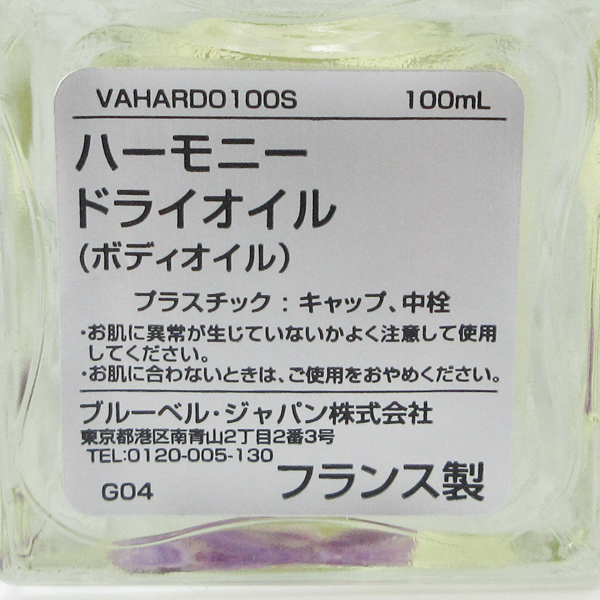 VAHARDO100S 100mL
ハーモニー
ドライオイル
(ボディオイル)
プラスチック : キャップ、中栓
・お肌に異常が生じていないかよく注意して使用
してください。
・お肌に合わないときは、ご使用をおやめください。
ブルーベル・ジャパン株式会社
東京都港区南青山2丁目2番3号
TEL:0120-005-130
G04 フランス製